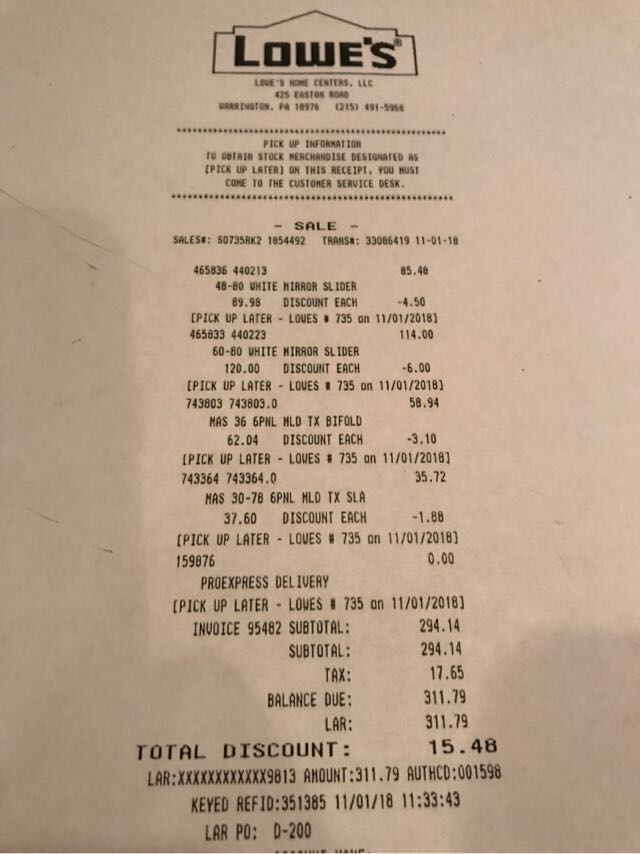 LOWE'S®
LOWE'S HOME CENTERS, LLC
425 EASTON ROAD
WARRINGTON, PA 18976 (215) 491-5968
PICK UP INFORMATION
TO OBTAIN STOCK MERCHANDISE DESIGNATED AS
[PICK UP LATER] ON THIS RECEIPT, YOU MUST
COME TO THE CUSTOMER SERVICE DESK.
- SALE -
SALES#: S0735RK2 1854492 TRANS#: 33086419 11-01-18
465836 440213 85.48
48-80 WHITE MIRROR SLIDER
89.98 DISCOUNT EACH -4.50
[PICK UP LATER - LOWES # 735 on 11/01/2018]
465833 440223 114.00
60-80 WHITE MIRROR SLIDER
120.00 DISCOUNT EACH -6.00
[PICK UP LATER - LOWES # 735 on 11/01/2018]
743803 743803.0 58.94
MAS 36 6PNL MLD TX BIFOLD
62.04 DISCOUNT EACH -3.10
[PICK UP LATER - LOWES # 735 on 11/01/2018]
743364 743364.0 35.72
MAS 30-78 6PNL MLD TX SLA
37.60 DISCOUNT EACH -1.88
[PICK UP LATER - LOWES # 735 on 11/01/2018]
159876 0.00
PROEXPRESS DELIVERY
[PICK UP LATER - LOWES # 735 on 11/01/2018]
INVOICE 95482 SUBTOTAL: 294.14
SUBTOTAL: 294.14
TAX: 17.65
BALANCE DUE: 311.79
LAR: 311.79
TOTAL DISCOUNT: 15.48
LAR:XXXXXXXXXXXX9813 AMOUNT:311.79 AUTHCD:001598
KEYED REFID:351385 11/01/18 11:33:43
LAR PO: D-200